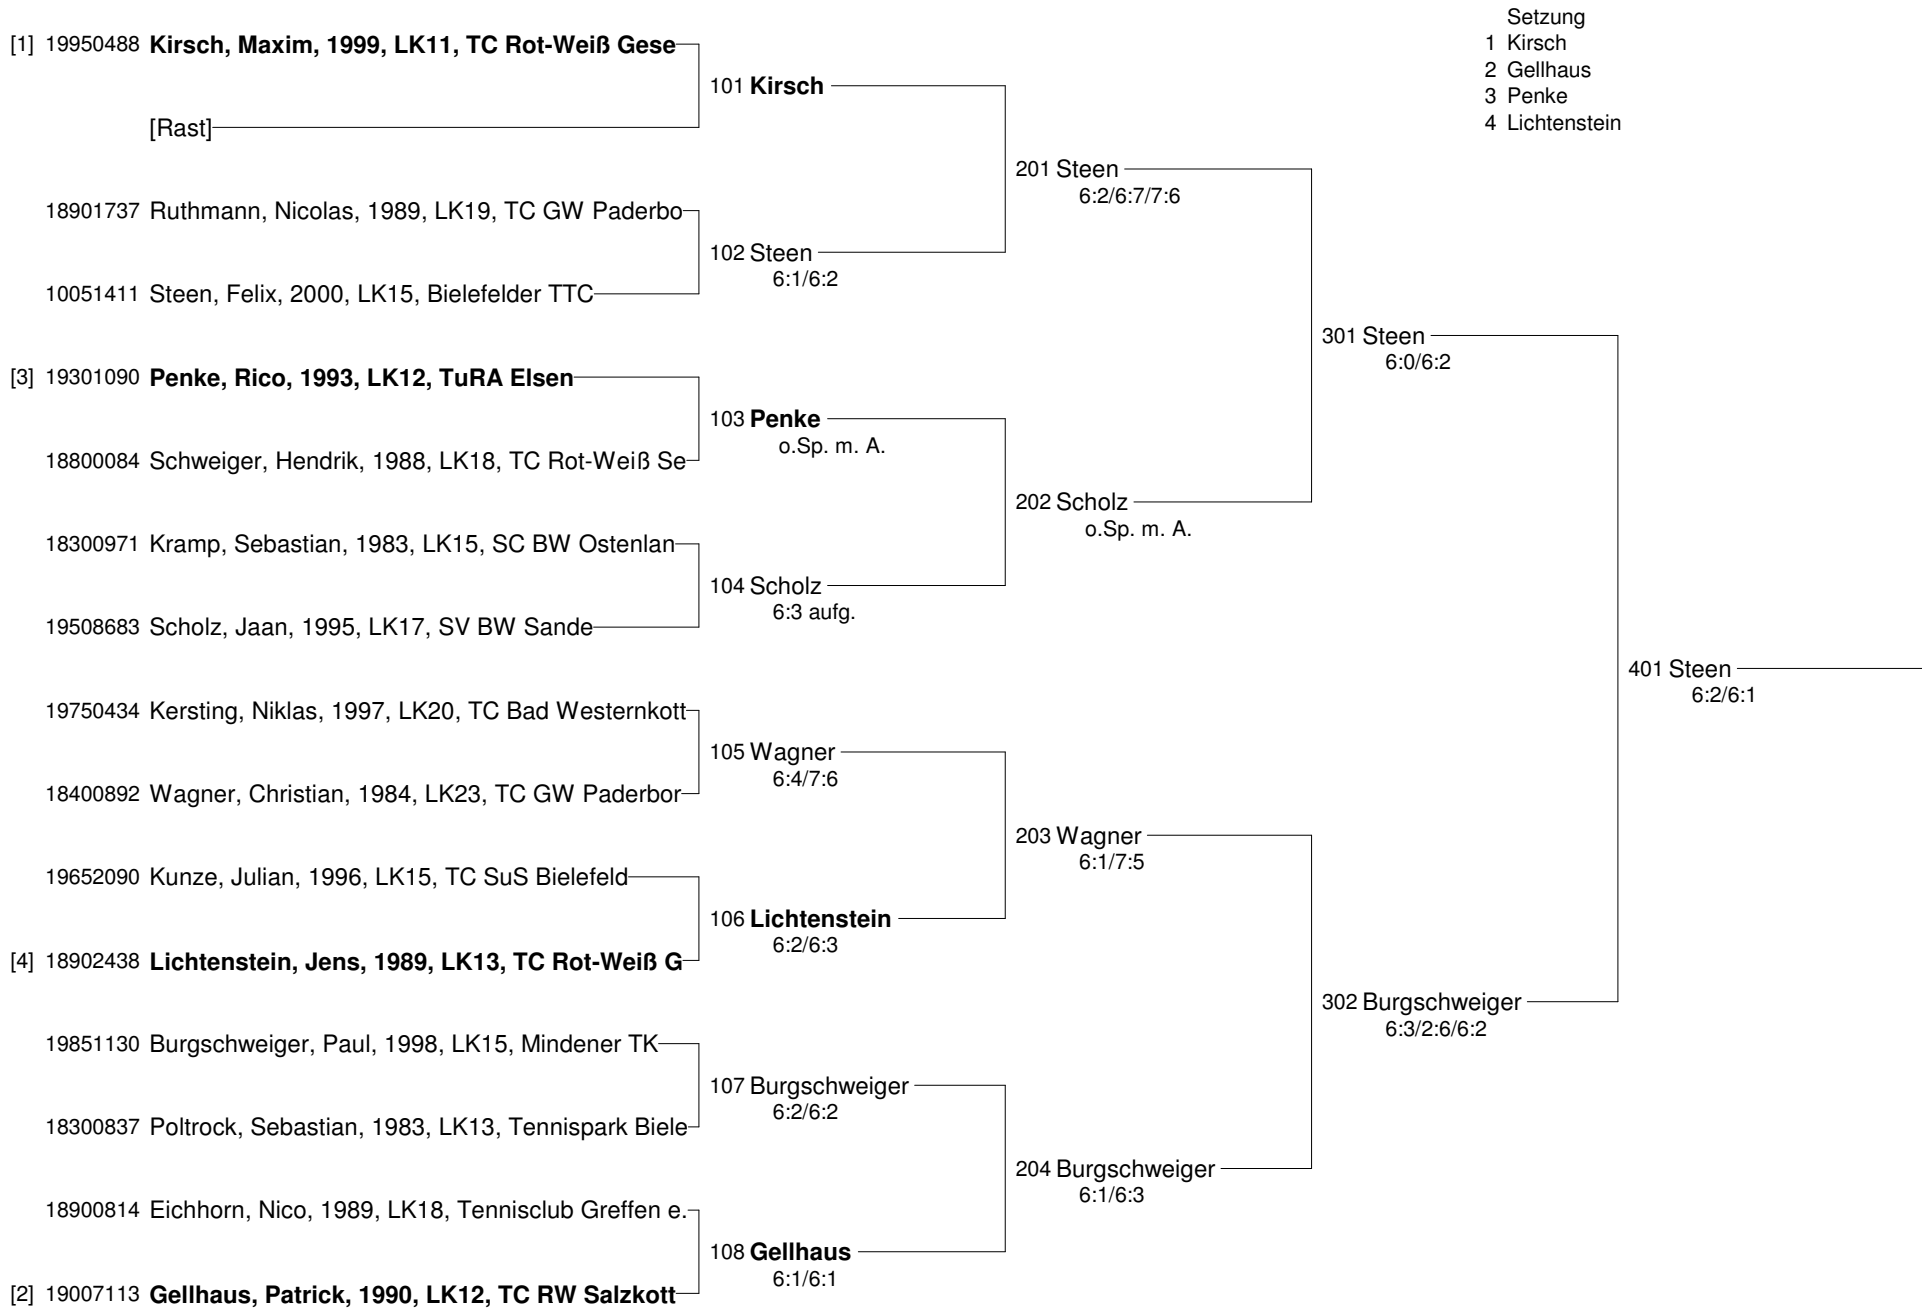 Setzung
1 Kirsch
2 Gellhaus
3 Penke
4 Lichtenstein
[1] 19950488 Kirsch, Maxim, 1999, LK11, TC Rot-Weiß Gese
[Rast]
18901737 Ruthmann, Nicolas, 1989, LK19, TC GW Paderbo
10051411 Steen, Felix, 2000, LK15, Bielefelder TTC
[3] 19301090 Penke, Rico, 1993, LK12, TuRA Elsen
18800084 Schweiger, Hendrik, 1988, LK18, TC Rot-Weiß Se
18300971 Kramp, Sebastian, 1983, LK15, SC BW Ostenlan
19508683 Scholz, Jaan, 1995, LK17, SV BW Sande
19750434 Kersting, Niklas, 1997, LK20, TC Bad Westernkott
18400892 Wagner, Christian, 1984, LK23, TC GW Paderbor
19652090 Kunze, Julian, 1996, LK15, TC SuS Bielefeld
[4] 18902438 Lichtenstein, Jens, 1989, LK13, TC Rot-Weiß G
19851130 Burgschweiger, Paul, 1998, LK15, Mindener TK
18300837 Poltrock, Sebastian, 1983, LK13, Tennispark Biele
18900814 Eichhorn, Nico, 1989, LK18, Tennisclub Greffen e.
[2] 19007113 Gellhaus, Patrick, 1990, LK12, TC RW Salzkott
101 Kirsch
102 Steen
6:1/6:2
103 Penke
o.Sp. m. A.
104 Scholz
6:3 aufg.
105 Wagner
6:4/7:6
106 Lichtenstein
6:2/6:3
107 Burgschweiger
6:2/6:2
108 Gellhaus
6:1/6:1
201 Steen
6:2/6:7/7:6
202 Scholz
o.Sp. m. A.
203 Wagner
6:1/7:5
204 Burgschweiger
6:1/6:3
301 Steen
6:0/6:2
302 Burgschweiger
6:3/2:6/6:2
401 Steen
6:2/6:1